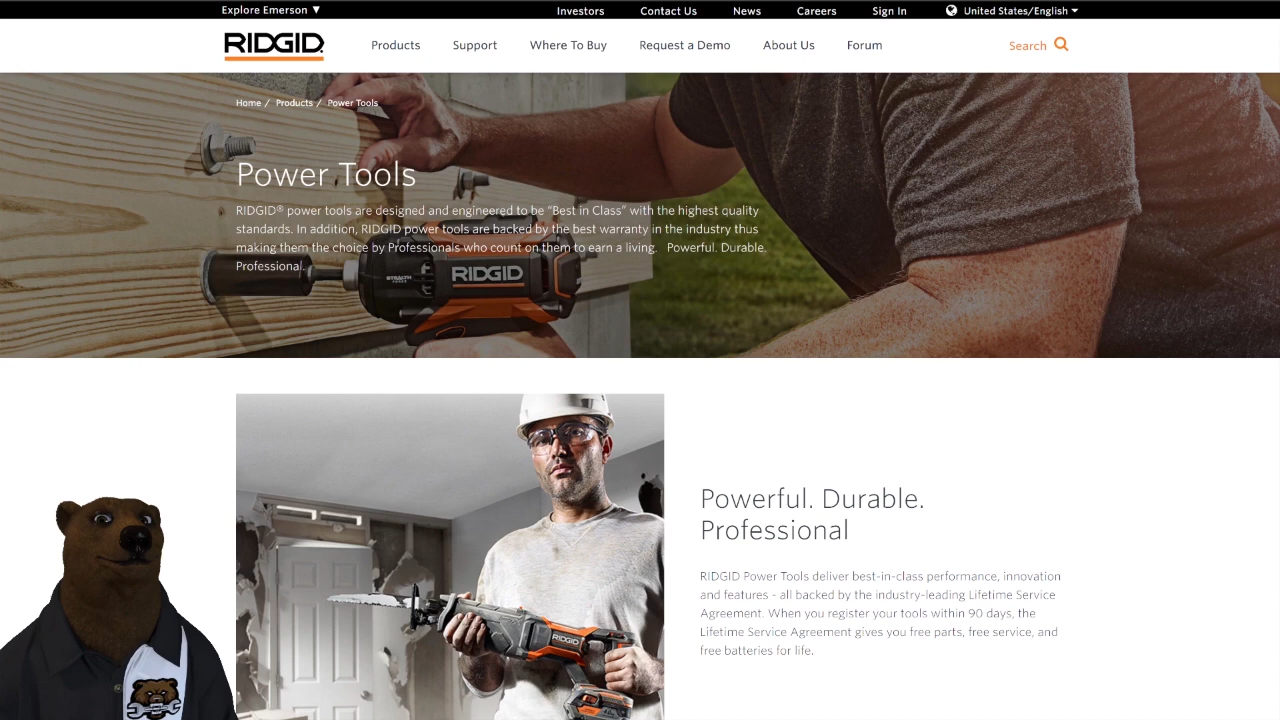 Explore Emerson ▼
Investors
Contact Us
News
Careers
Sign In
United States/English
RIDGID
Products
Support
Where To Buy
Request a Demo
About Us
Forum
Search
Home / Products / Power Tools
Power Tools
RIDGID® power tools are designed and engineered to be “Best in Class” with the highest quality
standards. In addition, RIDGID power tools are backed by the best warranty in the industry thus
making them the choice by Professionals who count on them to earn a living. Powerful. Durable.
Professional.
STEALTH FORCE
RIDGID
Powerful. Durable.
Professional
RIDGID Power Tools deliver best-in-class performance, innovation
and features - all backed by the industry-leading Lifetime Service
Agreement. When you register your tools within 90 days, the
Lifetime Service Agreement gives you free parts, free service, and
free batteries for life.
RIDGID